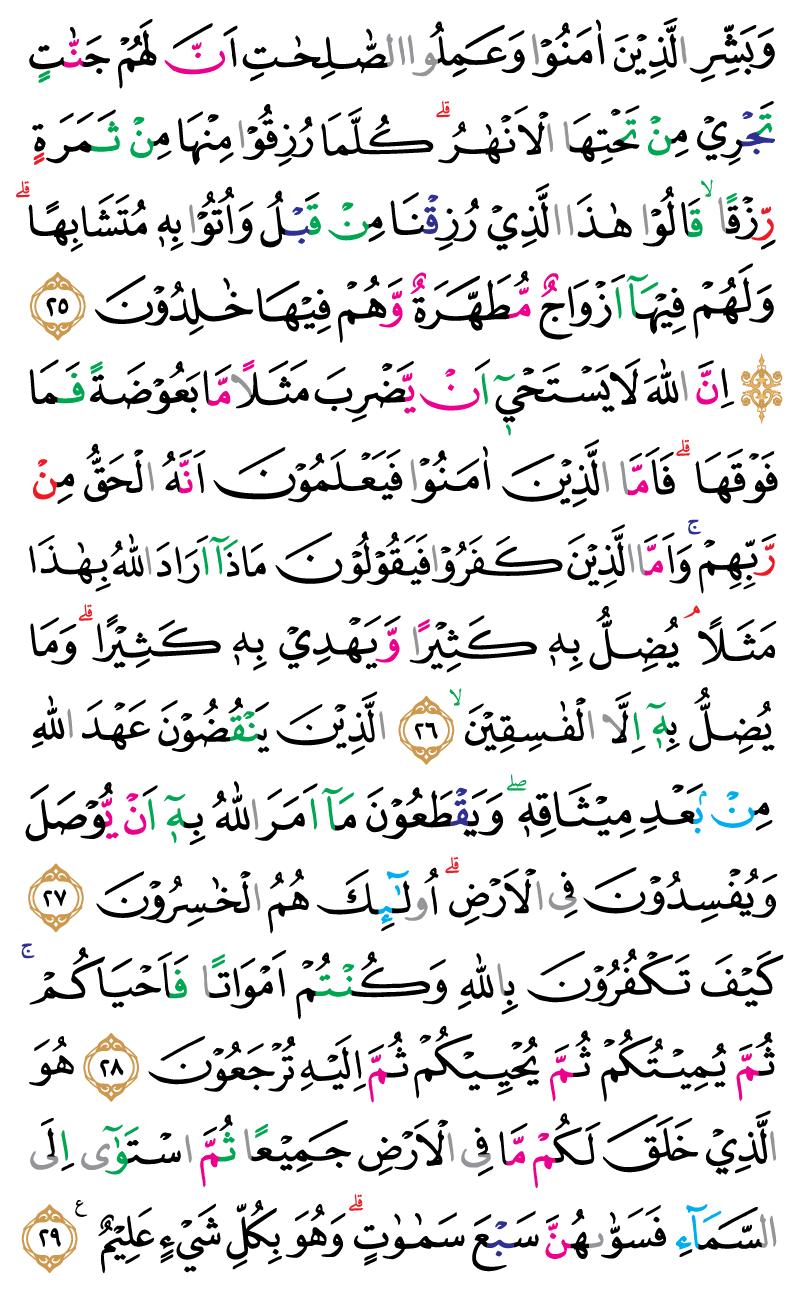 وَبَشِّرِ الَّذِيْنَ اٰمَنُوْا وَعَمِلُوا الصّٰلِحٰتِ اَنَّ لَهُمْ جَنّٰتٍ
تَجْرِيْ مِنْ تَحْتِهَا الْاَنْهٰرُ ۗ كُلَّمَا رُزِقُوْا مِنْهَا مِنْ ثَمَرَةٍ
رِّزْقًا ۙ قَالُوْا هٰذَا الَّذِيْ رُزِقْنَا مِنْ قَبْلُ وَاُتُوْا بِهٖ مُتَشَابِهًا ۗ
وَلَهُمْ فِيْهَآ اَزْوَاجٌ مُّطَهَّرَةٌ وَّهُمْ فِيْهَا خٰلِدُوْنَ ٢٥
۞ اِنَّ اللّٰهَ لَا يَسْتَحْيٖٓ اَنْ يَّضْرِبَ مَثَلًا مَّا بَعُوْضَةً فَمَا
فَوْقَهَا ۗ فَاَمَّا الَّذِيْنَ اٰمَنُوْا فَيَعْلَمُوْنَ اَنَّهُ الْحَقُّ مِنْ
رَّبِّهِمْ ۚ وَاَمَّا الَّذِيْنَ كَفَرُوْا فَيَقُوْلُوْنَ مَاذَآ اَرَادَ اللّٰهُ بِهٰذَا
مَثَلًا ۘ يُضِلُّ بِهٖ كَثِيْرًا وَّيَهْدِيْ بِهٖ كَثِيْرًا ۗ وَمَا
يُضِلُّ بِهٖٓ اِلَّا الْفٰسِقِيْنَ ۙ ٢٦ الَّذِيْنَ يَنْقُضُوْنَ عَهْدَ اللّٰهِ
مِنْۢ بَعْدِ مِيْثَاقِهٖ ۖ وَيَقْطَعُوْنَ مَآ اَمَرَ اللّٰهُ بِهٖٓ اَنْ يُّوْصَلَ
وَيُفْسِدُوْنَ فِى الْاَرْضِ ۗ اُولٰۤىِٕكَ هُمُ الْخٰسِرُوْنَ ٢٧
كَيْفَ تَكْفُرُوْنَ بِاللّٰهِ وَكُنْتُمْ اَمْوَاتًا فَاَحْيَاكُمْ ۚ
ثُمَّ يُمِيْتُكُمْ ثُمَّ يُحْيِيْكُمْ ثُمَّ اِلَيْهِ تُرْجَعُوْنَ ٢٨ هُوَ
الَّذِيْ خَلَقَ لَكُمْ مَّا فِى الْاَرْضِ جَمِيْعًا ثُمَّ اسْتَوٰٓى اِلَى
السَّمَاۤءِ فَسَوّٰىهُنَّ سَبْعَ سَمٰوٰتٍ ۗ وَهُوَ بِكُلِّ شَيْءٍ عَلِيْمٌ ࣖ ٢٩